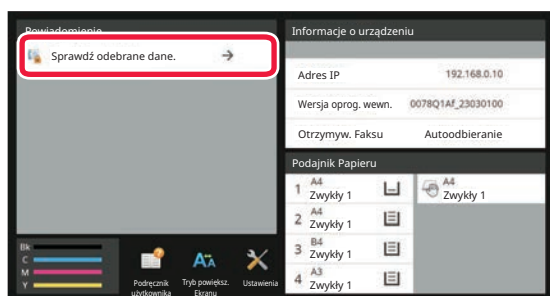 Powiadomienie
Sprawdź odebrane dane. →
Informacje o urządzeniu
Adres IP 192.168.0.10
Wersja oprog. wewn. 0078Q1Af_23030100
Otrzymyw. Faksu Autoodbieranie
Podajnik Papieru
1 A4
Zwykły 1
A4
Zwykły 1
2 A4
Zwykły 1
3 B4
Zwykły 1
4 A3
Zwykły 1
Bk
C
M
Y
Podręcznik
użytkownika
Tryb powiększ.
Ekranu
Ustawienia